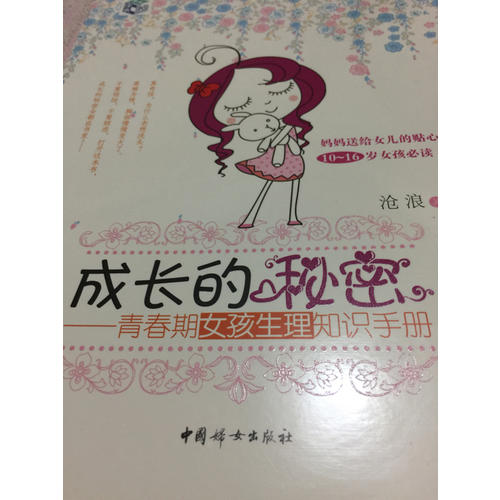 妈妈送给女儿的贴心
10~16岁女孩必读
沧浪
成长的秘密
——青春期女孩生理知识手册
中国妇女出版社